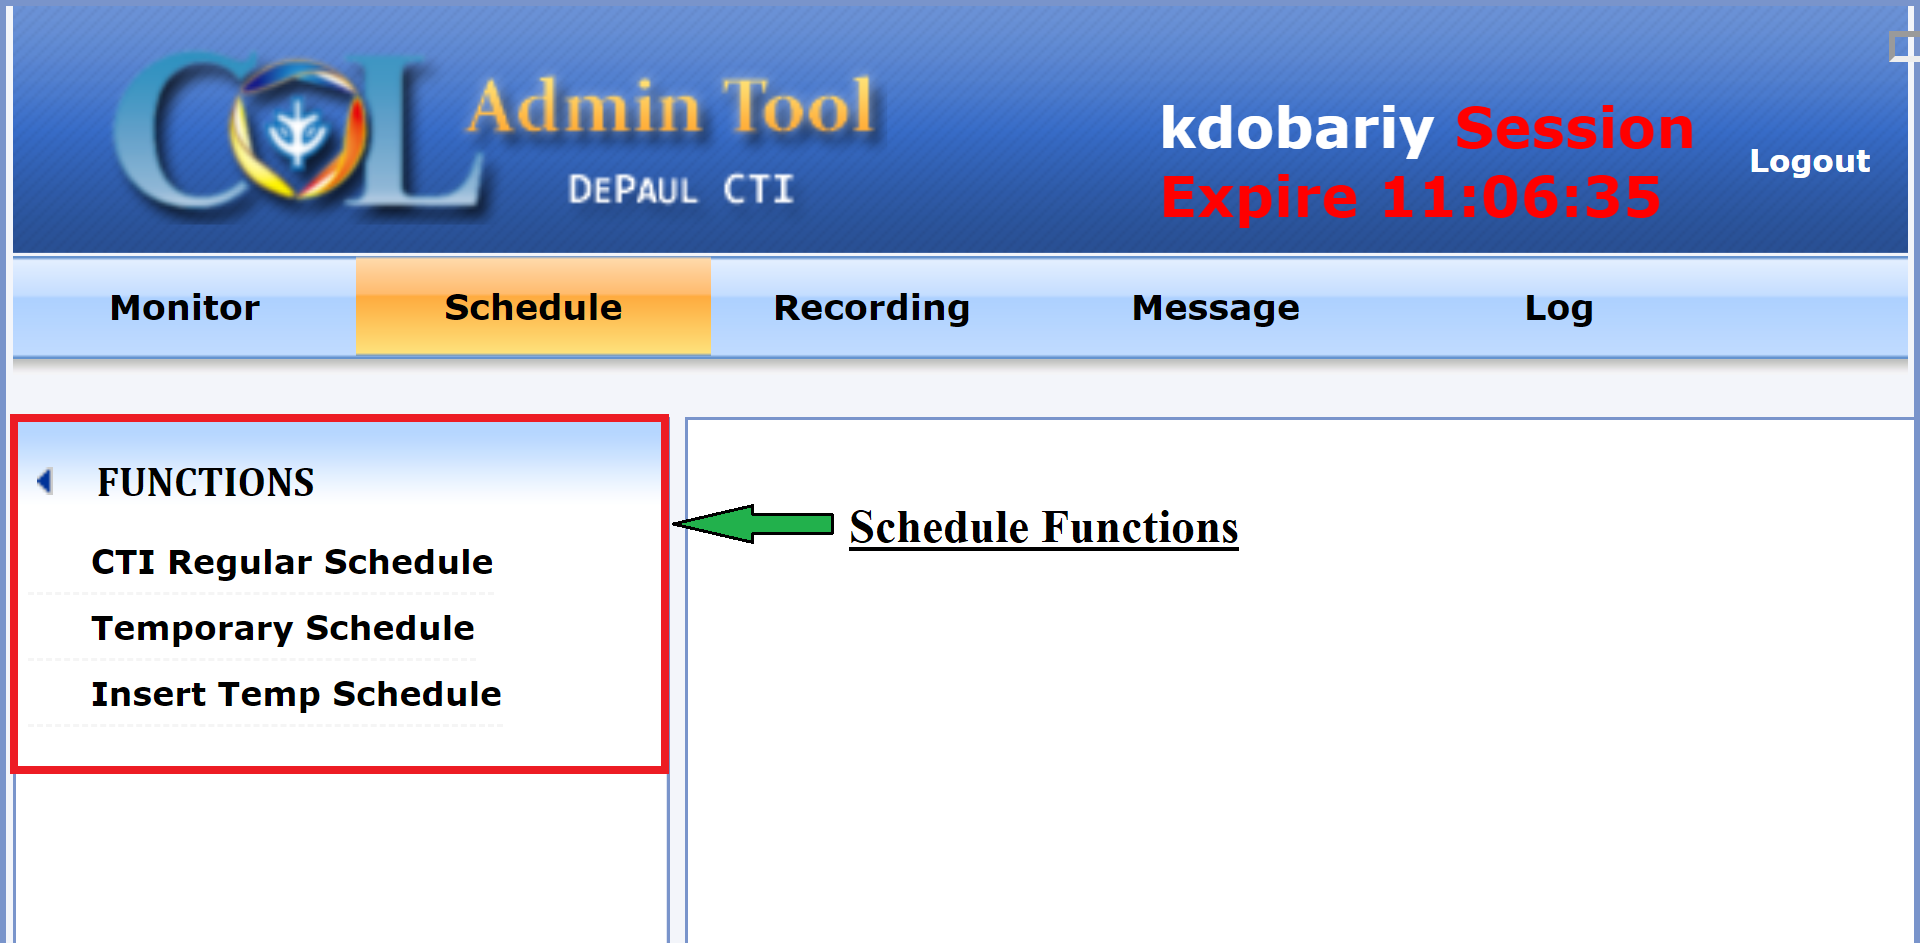 COL Admin Tool
DEPAUL CTI
kdobariy Session
Expire 11:06:35
Logout
Monitor Schedule Recording Message Log
FUNCTIONS
CTI Regular Schedule
Temporary Schedule
Insert Temp Schedule
Schedule Functions